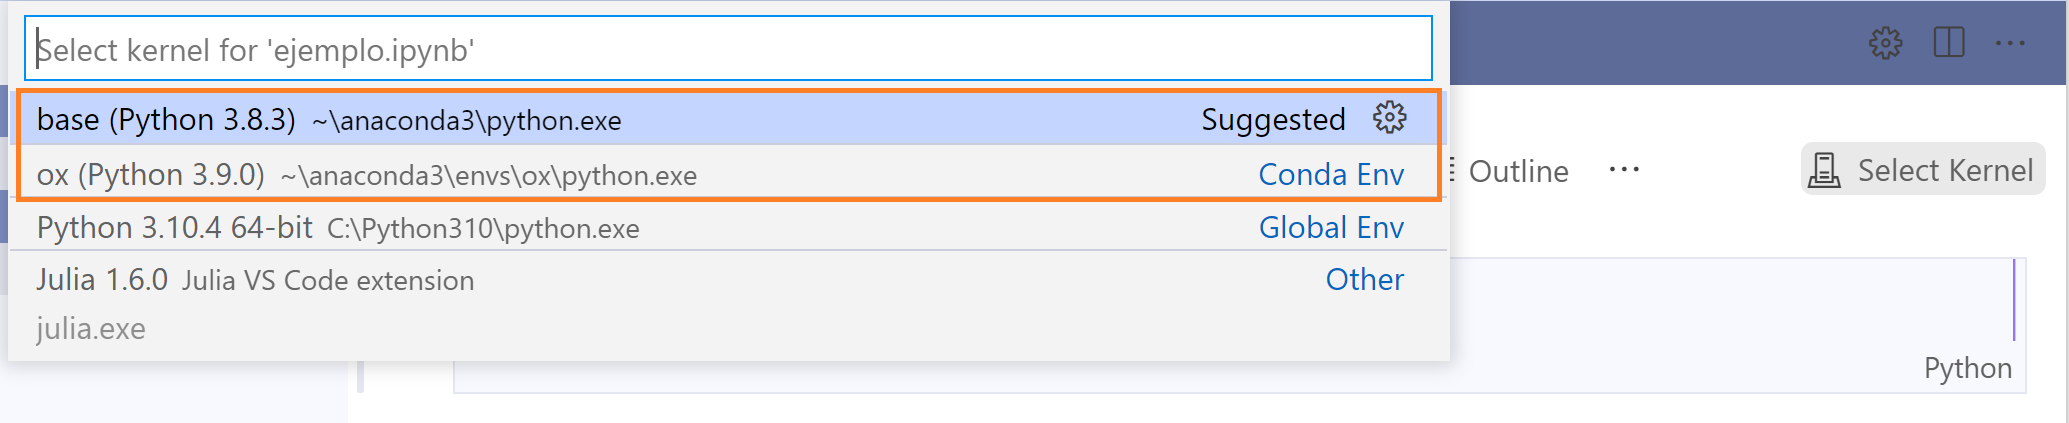 Select kernel for 'ejemplo.ipynb'
base (Python 3.8.3) ~\anaconda3\python.exe Suggested
ox (Python 3.9.0) ~\anaconda3\envs\ox\python.exe Conda Env
Python 3.10.4 64-bit C:\Python310\python.exe Global Env
Julia 1.6.0 Julia VS Code extension Other
julia.exe
Outline ··· Select Kernel
Python